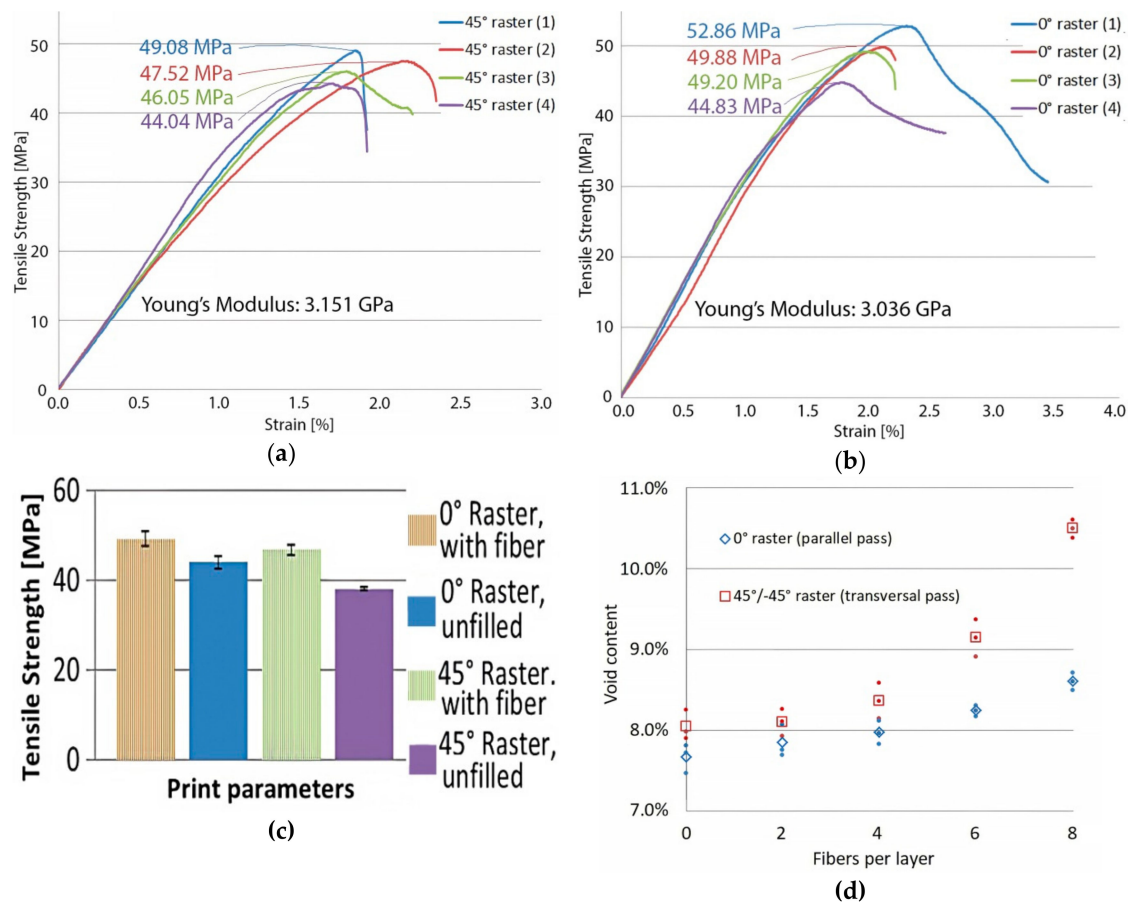 45° raster (1)
45° raster (2)
45° raster (3)
45° raster (4)
49.08 MPa
47.52 MPa
46.05 MPa
44.04 MPa
Young's Modulus: 3.151 GPa
Tensile Strength [MPa]
50
40
30
20
10
0
0.0 0.5 1.0 1.5 2.0 2.5 3.0
Strain [%]
(a)
0° raster (1)
0° raster (2)
0° raster (3)
0° raster (4)
52.86 MPa
49.88 MPa
49.20 MPa
44.83 MPa
Young's Modulus: 3.036 GPa
Tensile Strength [MPa]
50
40
30
20
10
0
0.0 0.5 1.0 1.5 2.0 2.5 3.0 3.5 4.0
Strain [%]
(b)
Tensile Strength [MPa]
60
40
20
0
Print parameters
0° Raster,
with fiber
0° Raster,
unfilled
45° Raster.
with fiber
45° Raster,
unfilled
(c)
Void content
11.0%
10.0%
9.0%
8.0%
7.0%
0° raster (parallel pass)
45°/-45° raster (transversal pass)
0 2 4 6 8
Fibers per layer
(d)